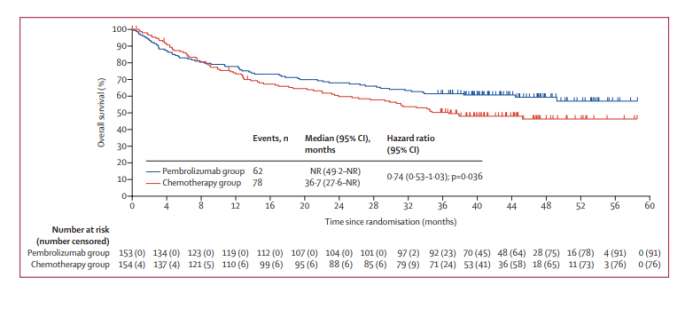 100
90
80
70
60
50
40
30
20
10
0
Overall survival (%)
Events, n Median (95% CI), months Hazard ratio (95% CI)
Pembrolizumab group 62 NR (49·2–NR)
Chemotherapy group 78 36·7 (27·6–NR)
0·74 (0·53–1·03); p=0·036
0 4 8 12 16 20 24 28 32 36 40 44 48 52 56 60
Time since randomisation (months)
Number at risk
(number censored)
Pembrolizumab group 153 (0) 134 (0) 123 (0) 119 (0) 112 (0) 107 (0) 104 (0) 101 (0) 97 (2) 92 (23) 70 (45) 48 (64) 28 (75) 16 (78) 4 (91) 0 (91)
Chemotherapy group 154 (4) 137 (4) 121 (5) 110 (6) 99 (6) 95 (6) 88 (6) 85 (6) 79 (9) 71 (24) 53 (41) 36 (58) 18 (65) 11 (73) 3 (76) 0 (76)